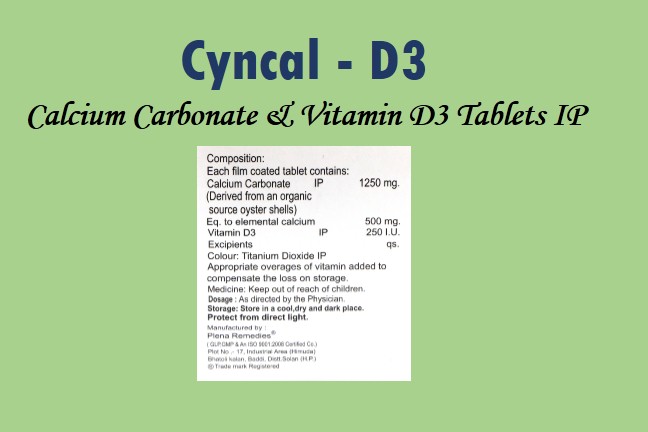 Cyncal - D3
Calcium Carbonate & Vitamin D3 Tablets IP
Composition:
Each film coated tablet contains:
Calcium Carbonate IP 1250 mg.
(Derived from an organic
source oyster shells)
Eq. to elemental calcium 500 mg.
Vitamin D3 IP 250 I.U.
Excipients qs.
Colour: Titanium Dioxide IP
Appropriate overages of vitamin added to
compensate the loss on storage.
Medicine: Keep out of reach of children.
Dosage : As directed by the Physician.
Storage: Store in a cool,dry and dark place.
Protect from direct light.
Manufactured by :
Plena Remedies®
( GLP,GMP & An ISO 9001:2008 Certified Co.)
Plot No .- 17, Industrial Area (Himuda)
Bhatoli kalan, Baddi, Distt.Solan (H.P.)
Trade mark Registered